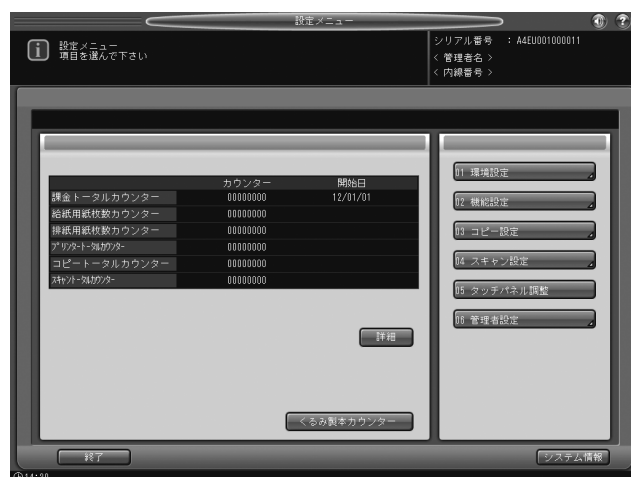 設定メニュー
設定メニュー
項目を選んで下さい
シリアル番号 : A4EU001000011
< 管理者名 >
< 内線番号 >
カウンター 開始日
課金トータルカウンター 00000000 12/01/01
給紙用紙枚数カウンター 00000000
排紙用紙枚数カウンター 00000000
プリンタートータルカウンター 00000000
コピートータルカウンター 00000000
スキャントータルカウンター 00000000
詳細
くるみ製本カウンター
01 環境設定
02 機能設定
03 コピー設定
04 スキャン設定
05 タッチパネル調整
06 管理者設定
終了
システム情報